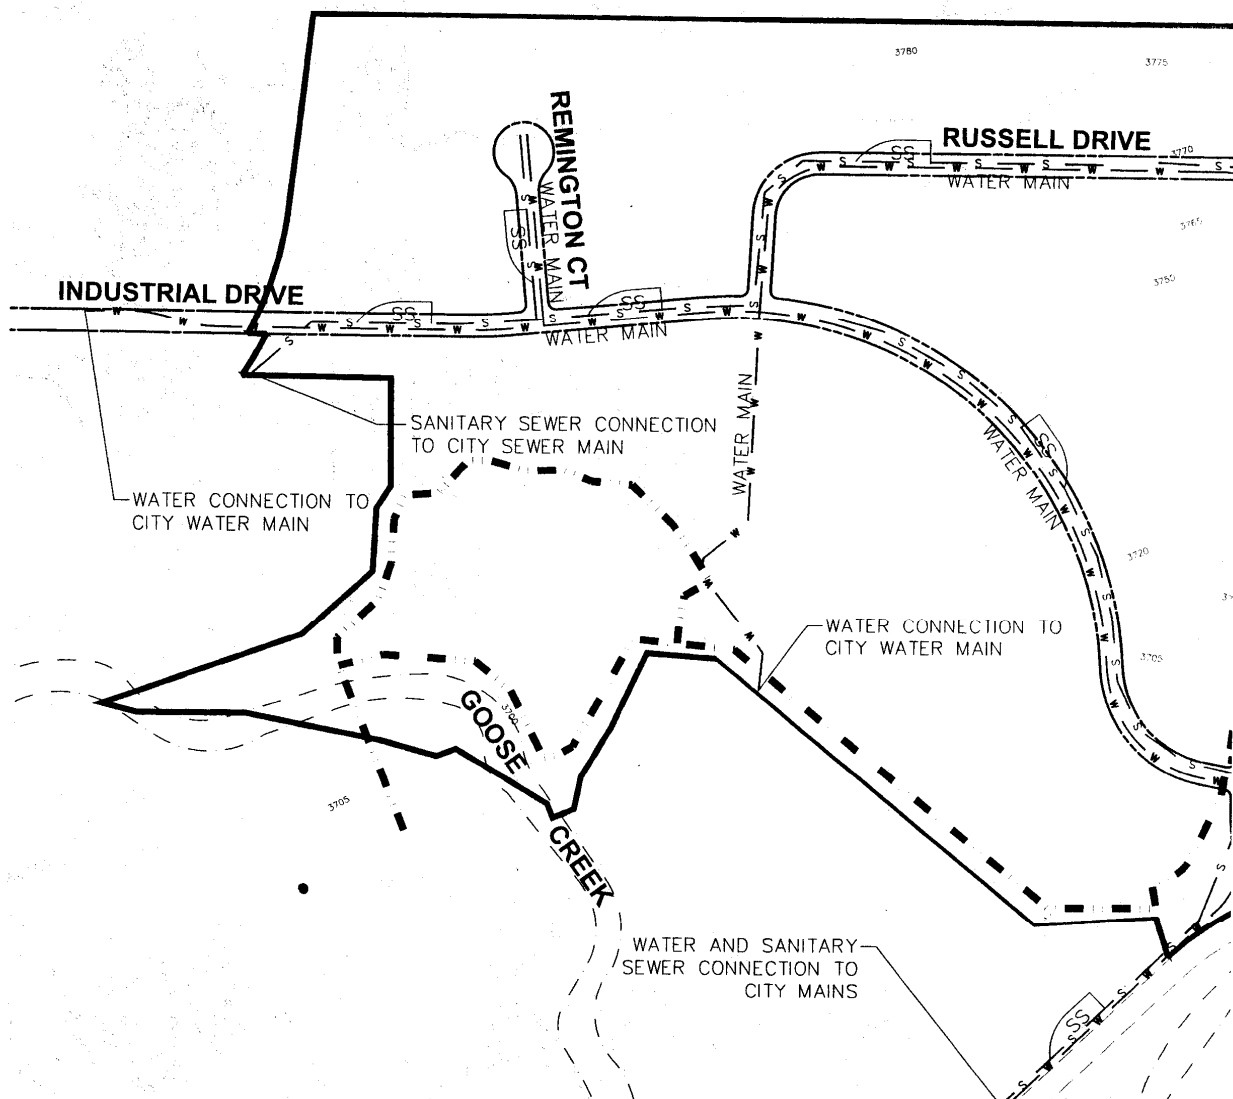 3780
3775
REMINGTON CT
RUSSELL DRIVE
3770
SS
WATER MAIN
WATER MAIN
SS
3765
3750
INDUSTRIAL DRIVE
SS
SS
WATER MAIN
WATER MAIN
SS
WATER MAIN
SANITARY SEWER CONNECTION
TO CITY SEWER MAIN
WATER CONNECTION TO
CITY WATER MAIN
3720
WATER CONNECTION TO
CITY WATER MAIN
3705
GOOSE
3700
3705
CREEK
WATER AND SANITARY
SEWER CONNECTION TO
CITY MAINS
SS